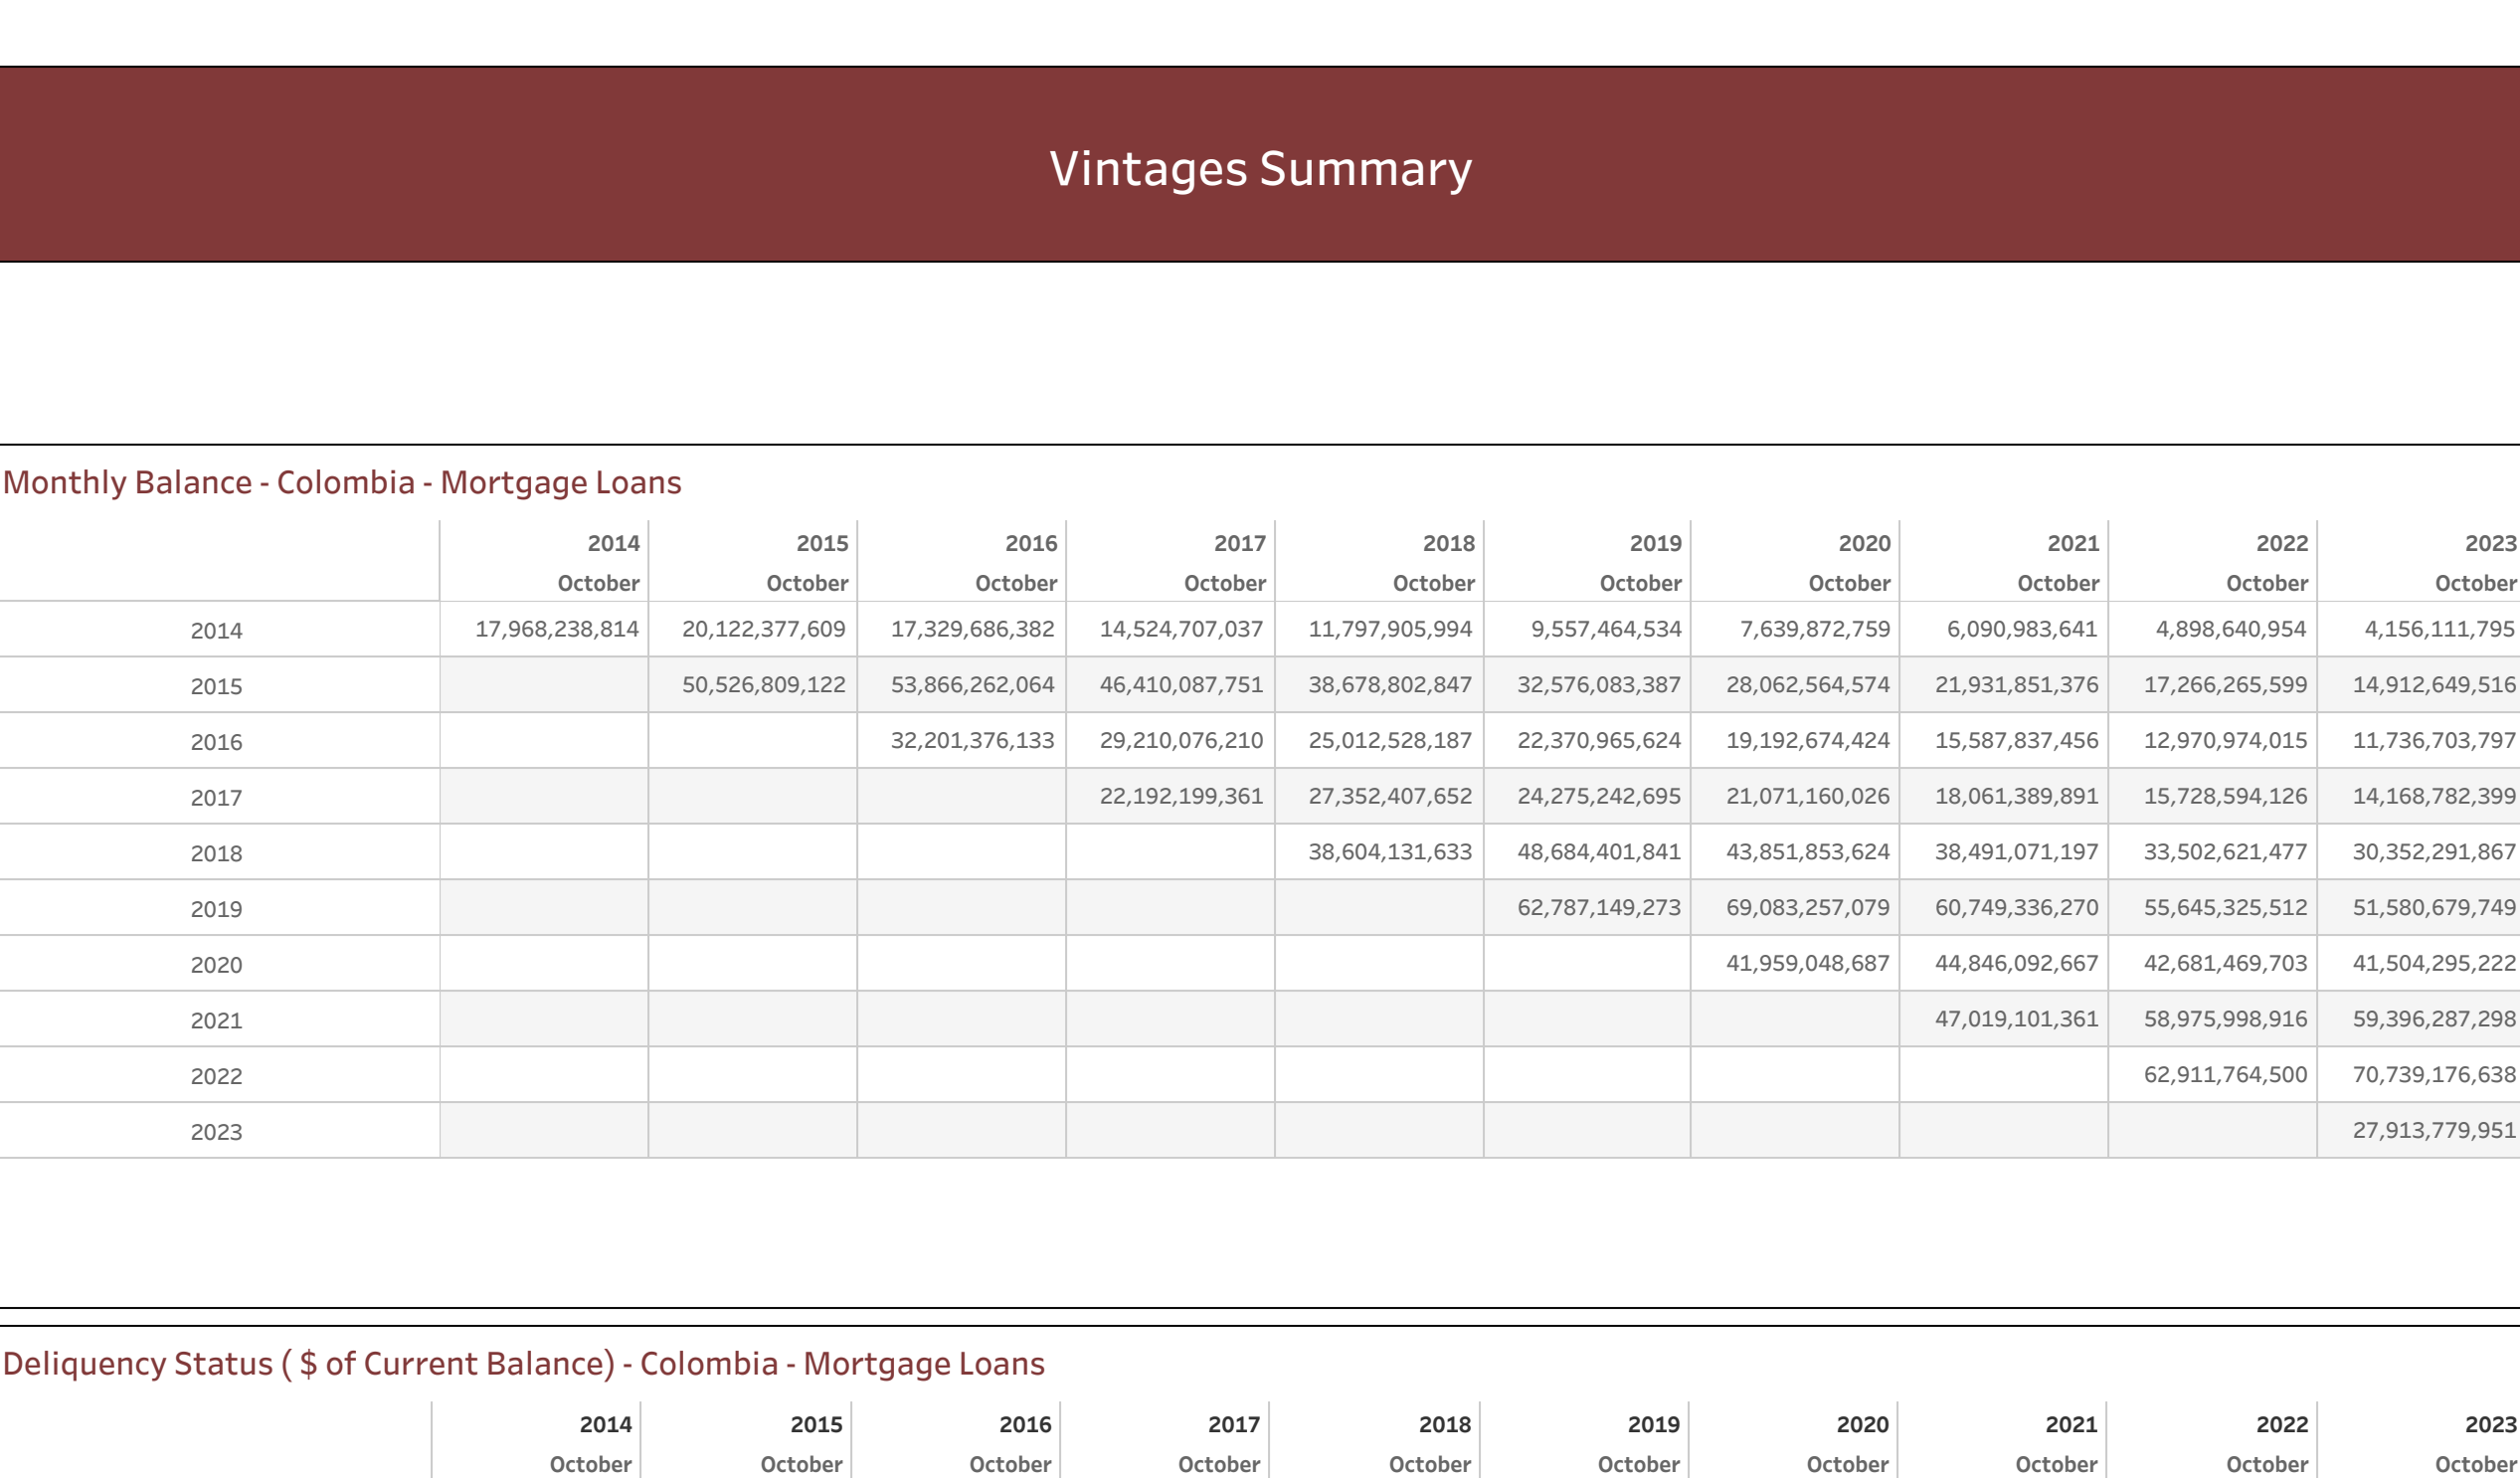 Vintages Summary
Monthly Balance - Colombia - Mortgage Loans
2014 2015 2016 2017 2018 2019 2020 2021 2022 2023
October October October October October October October October October October
2014 17,968,238,814 20,122,377,609 17,329,686,382 14,524,707,037 11,797,905,994 9,557,464,534 7,639,872,759 6,090,983,641 4,898,640,954 4,156,111,795
2015 50,526,809,122 53,866,262,064 46,410,087,751 38,678,802,847 32,576,083,387 28,062,564,574 21,931,851,376 17,266,265,599 14,912,649,516
2016 32,201,376,133 29,210,076,210 25,012,528,187 22,370,965,624 19,192,674,424 15,587,837,456 12,970,974,015 11,736,703,797
2017 22,192,199,361 27,352,407,652 24,275,242,695 21,071,160,026 18,061,389,891 15,728,594,126 14,168,782,399
2018 38,604,131,633 48,684,401,841 43,851,853,624 38,491,071,197 33,502,621,477 30,352,291,867
2019 62,787,149,273 69,083,257,079 60,749,336,270 55,645,325,512 51,580,679,749
2020 41,959,048,687 44,846,092,667 42,681,469,703 41,504,295,222
2021 47,019,101,361 58,975,998,916 59,396,287,298
2022 62,911,764,500 70,739,176,638
2023 27,913,779,951
Deliquency Status ( $ of Current Balance) - Colombia - Mortgage Loans
2014 2015 2016 2017 2018 2019 2020 2021 2022 2023
October October October October October October October October October October